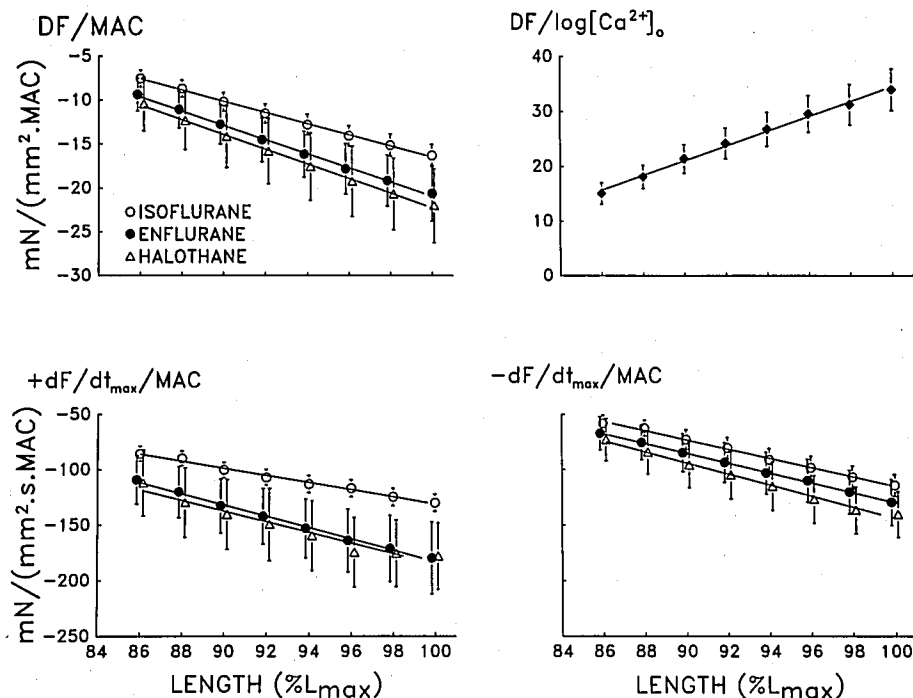 DF/MAC
-5
-10
-15
-20
-25
-30
mN/(mm².MAC)
ISOFLURANE
ENFLURANE
HALOTHANE
DF/log[Ca²⁺]ₒ
40
30
20
10
0
+dF/dtmax/MAC
-50
-100
-150
-200
-250
mN/(mm².s.MAC)
84 86 88 90 92 94 96 98 100
LENGTH (%Lmax)
-dF/dtmax/MAC
84 86 88 90 92 94 96 98 100
LENGTH (%Lmax)